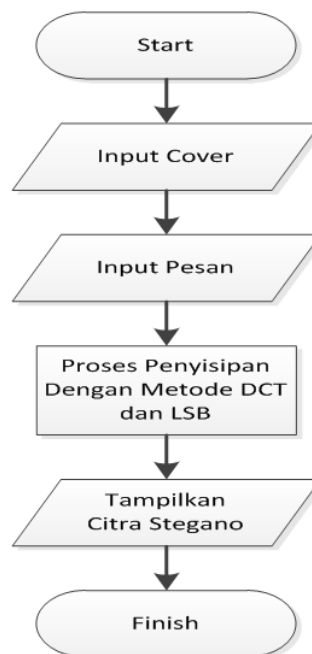 Start
Input Cover
Input Pesan
Proses Penyisipan
Dengan Metode DCT
dan LSB
Tampilkan
Citra Stegano
Finish